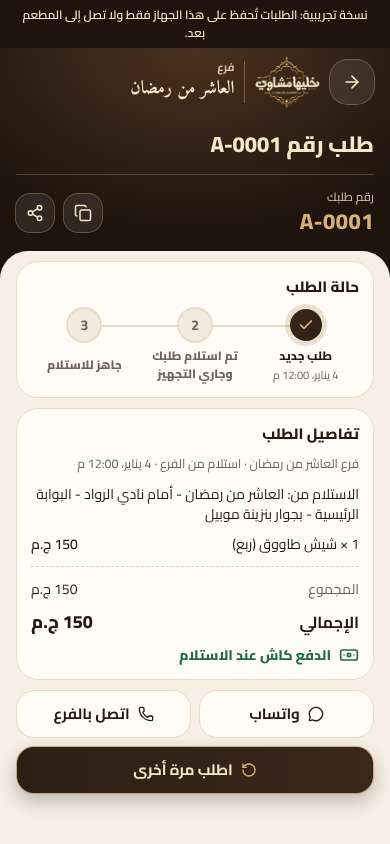 نسخة تجريبية: الطلبات تُحفظ على هذا الجهاز فقط ولا تصل إلى المطعم
بعد.
خليها مشاوي
فرع
العاشر من رمضان
طلب رقم A-0001
رقم طلبك
A-0001
حالة الطلب
1 طلب جديد
4 يناير، 12:00 م
2
تم استلام طلبك
وجاري التجهيز
3
جاهز للاستلام
تفاصيل الطلب
فرع العاشر من رمضان · استلام من الفرع · 4 يناير، 12:00 م
الاستلام من: العاشر من رمضان - أمام نادي الرواد - البوابة
الرئيسية - بجوار بنزينة موبيل
1 × شيش طاووق (ربع) 150 ج.م
المجموع 150 ج.م
الإجمالي 150 ج.م
الدفع كاش عند الاستلام
واتساب
اتصل بالفرع
اطلب مرة أخرى